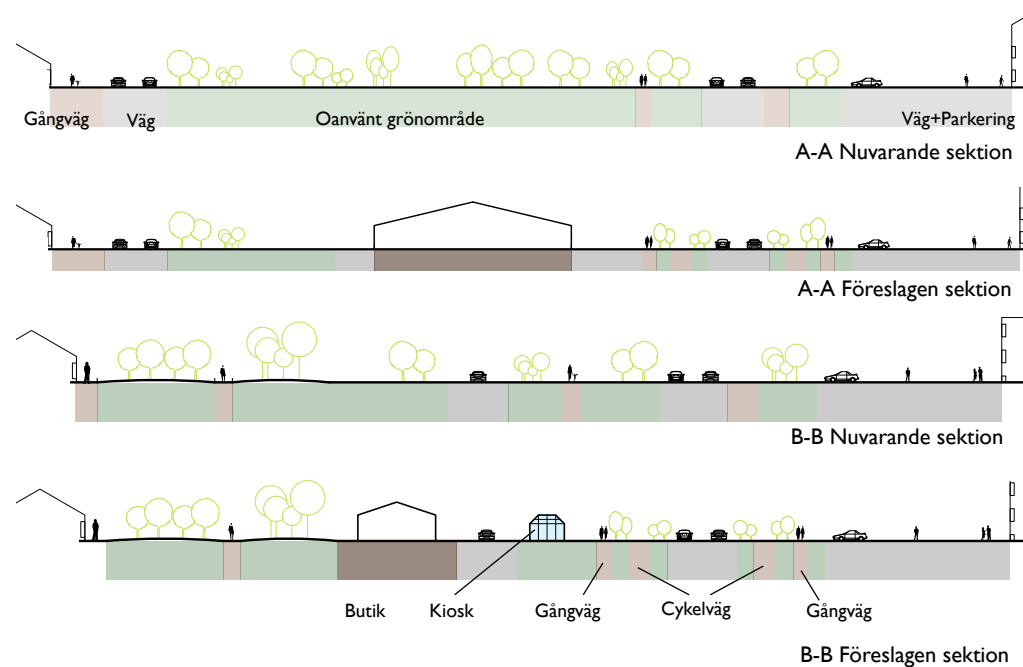 Gångväg Väg Oanvänt grönområde Väg+Parkering
A-A Nuvarande sektion
A-A Föreslagen sektion
B-B Nuvarande sektion
Butik Kiosk Gångväg Cykelväg Gångväg
B-B Föreslagen sektion